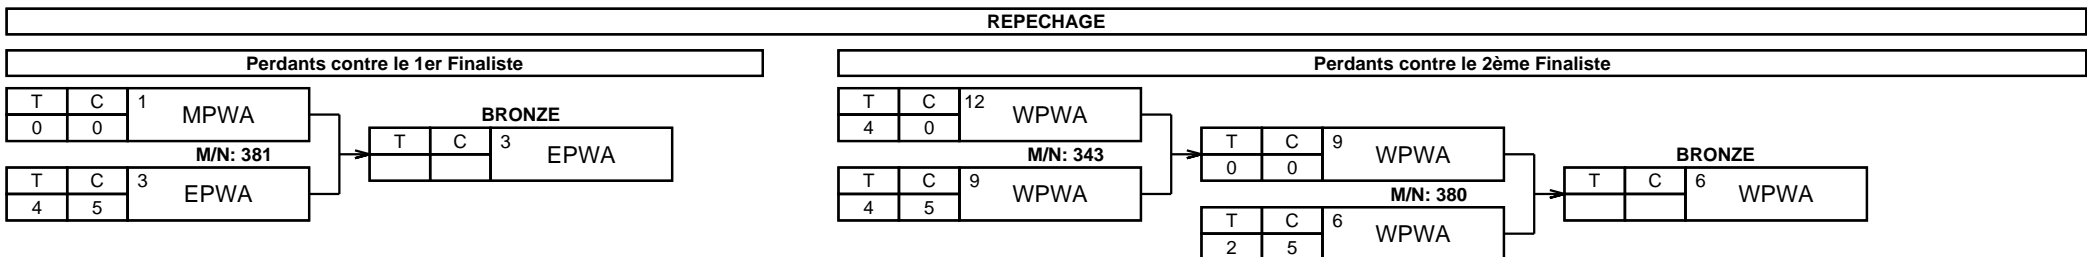 REPECHAGE
Perdants contre le 1er Finaliste
T C 1 MPWA
0 0
M/N: 381
T C 3 EPWA
4 5
BRONZE
T C 3 EPWA
Perdants contre le 2ème Finaliste
T C 12 WPWA
4 0
M/N: 343
T C 9 WPWA
4 5
T C 9 WPWA
0 0
M/N: 380
T C 6 WPWA
2 5
BRONZE
T C 6 WPWA